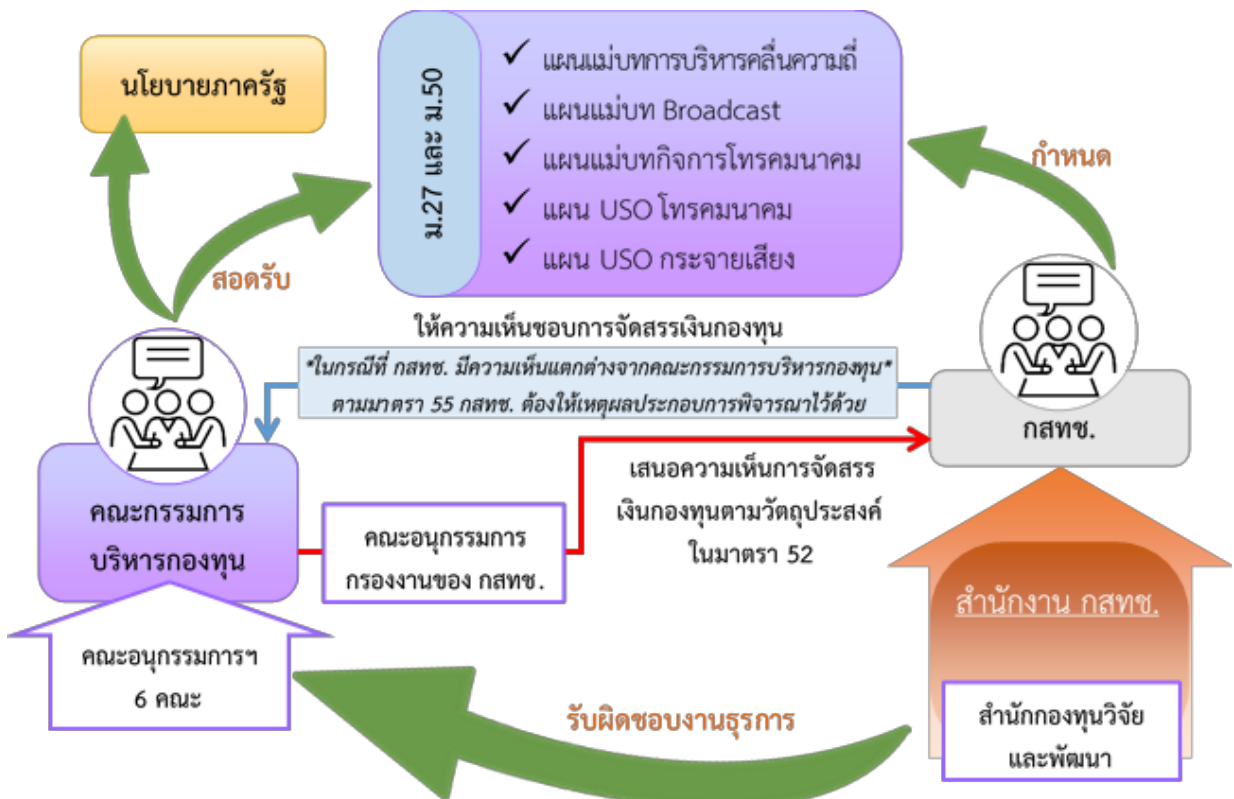 นโยบายภาครัฐ
ม.27 และ ม.50
✓ แผนแม่บทการบริหารคลื่นความถี่
✓ แผนแม่บท Broadcast
✓ แผนแม่บทกิจการโทรคมนาคม
✓ แผน USO โทรคมนาคม
✓ แผน USO กระจายเสียง
กำหนด
สอดรับ
ให้ความเห็นชอบการจัดสรรเงินกองทุน
*ในกรณีที่ กสทช. มีความเห็นแตกต่างจากคณะกรรมการบริหารกองทุน*
ตามมาตรา 55 กสทช. ต้องให้เหตุผลประกอบการพิจารณาไว้ด้วย
กสทช.
คณะกรรมการ
บริหารกองทุน
คณะอนุกรรมการ
กรองงานของ กสทช.
เสนอความเห็นการจัดสรร
เงินกองทุนตามวัตถุประสงค์
ในมาตรา 52
สำนักงาน กสทช.
คณะอนุกรรมการฯ
6 คณะ
รับผิดชอบงานธุรการ
สำนักกองทุนวิจัย
และพัฒนา